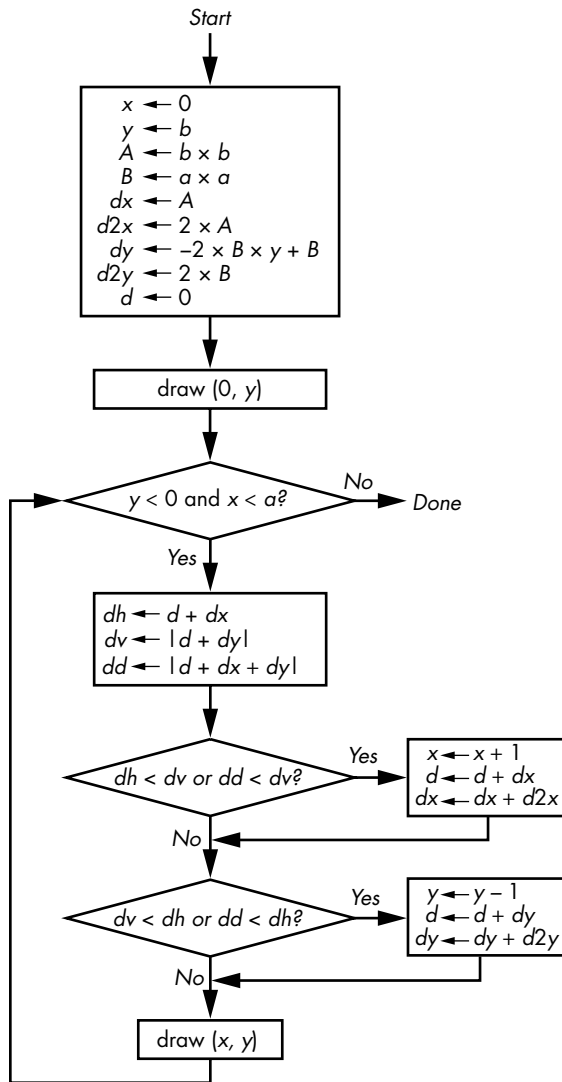 Start
x ← 0
y ← b
A ← b × b
B ← a × a
dx ← A
d2x ← 2 × A
dy ← –2 × B × y + B
d2y ← 2 × B
d ← 0
draw (0, y)
y < 0 and x < a?
No
Done
Yes
dh ← d + dx
dv ← |d + dy|
dd ← |d + dx + dy|
dh < dv or dd < dv?
Yes
x ← x + 1
d ← d + dx
dx ← dx + d2x
No
dv < dh or dd < dh?
Yes
y ← y – 1
d ← d + dy
dy ← dy + d2y
No
draw (x, y)